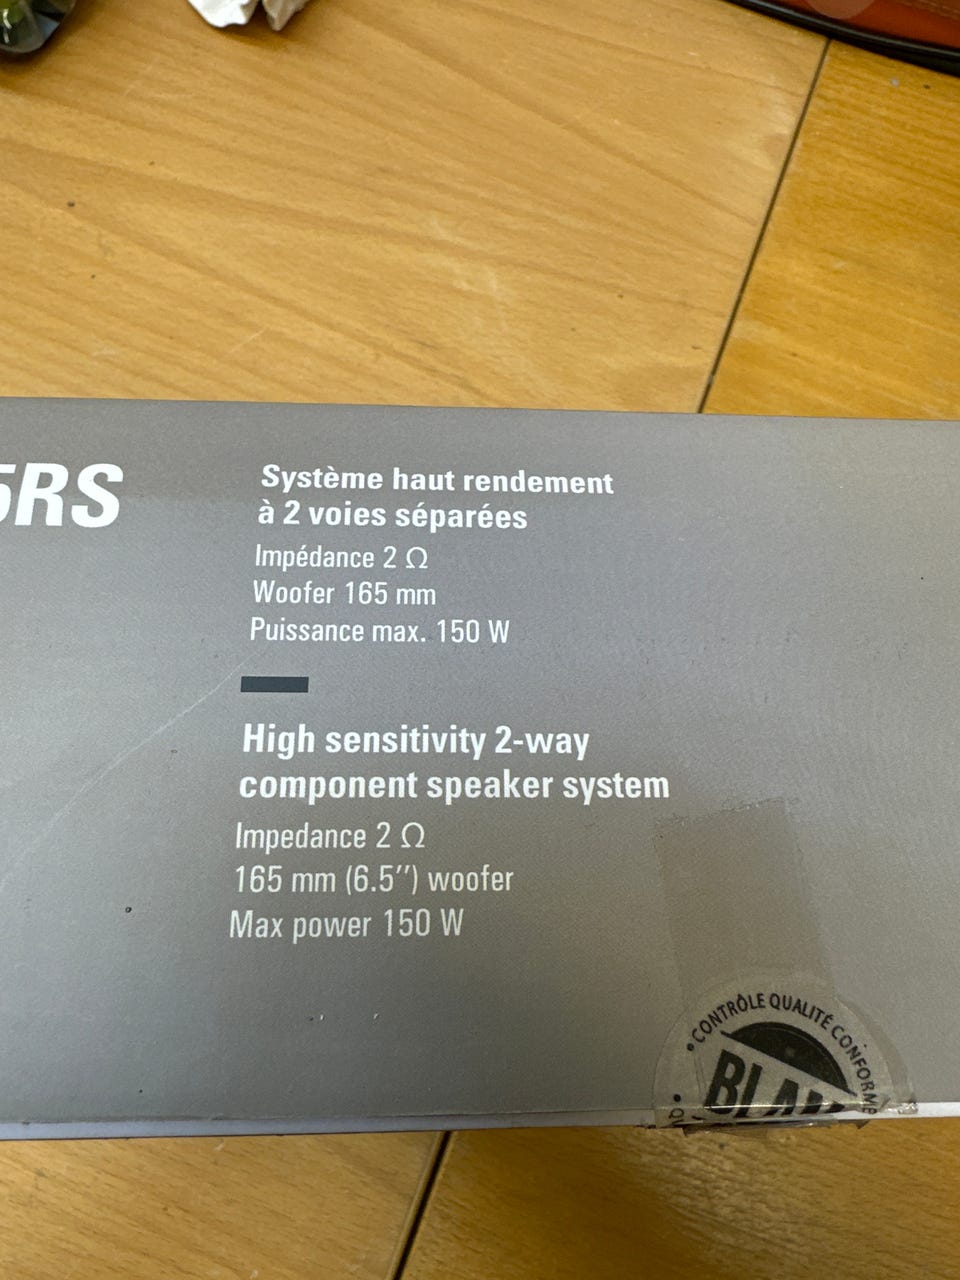 5RS
Système haut rendement
à 2 voies séparées
Impédance 2 Ω
Woofer 165 mm
Puissance max. 150 W
High sensitivity 2-way
component speaker system
Impedance 2 Ω
165 mm (6.5’’) woofer
Max power 150 W
• CONTRÔLE QUALITÉ CONFORME